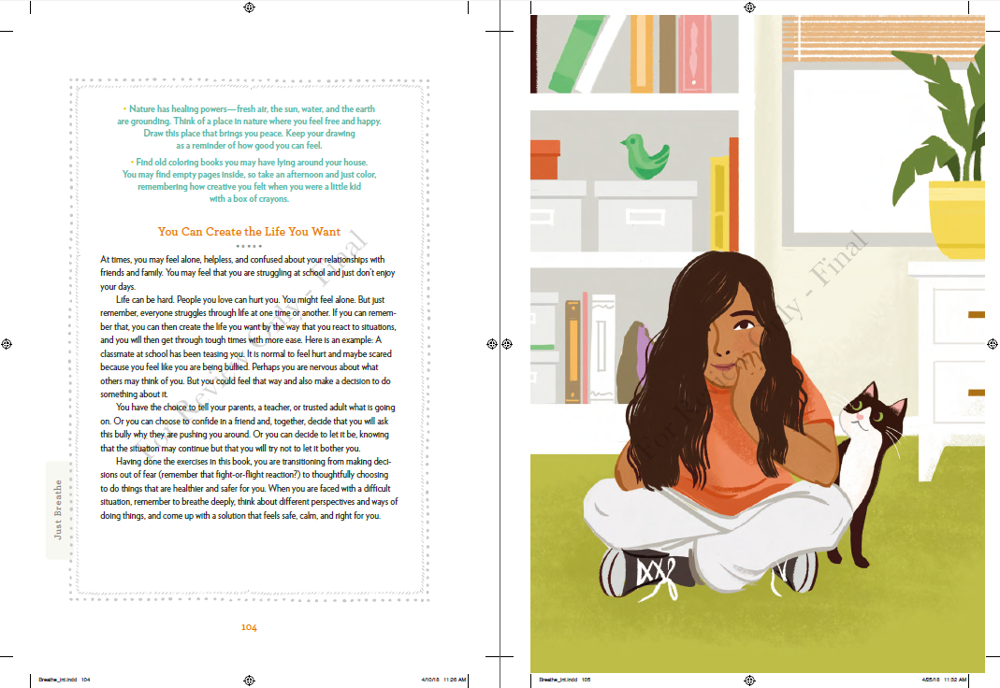 • Nature has healing powers—fresh air, the sun, water, and the earth
are grounding. Think of a place in nature where you feel free and happy.
Draw this place that brings you peace. Keep your drawing
as a reminder of how good you can feel.
• Find old coloring books you may have lying around your house.
You may find empty pages inside, so take an afternoon and just color,
remembering how creative you felt when you were a little kid
with a box of crayons.
You Can Create the Life You Want
•••••
At times, you may feel alone, helpless, and confused about your relationships with
friends and family. You may feel that you are struggling at school and just don't enjoy
your days.
Life can be hard. People you love can hurt you. You might feel alone. But just
remember, everyone struggles through life at one time or another. If you can remem-
ber that, you can then create the life you want by the way that you react to situations,
and you will then get through tough times with more ease. Here is an example: A
classmate at school has been teasing you. It is normal to feel hurt and maybe scared
because you feel like you are being bullied. Perhaps you are nervous about what
others may think of you. But you could feel that way and also make a decision to do
something about it.
You have the choice to tell your parents, a teacher, or trusted adult what is going
on. Or you can choose to confide in a friend and, together, decide that you will ask
this bully why they are pushing you around. Or you can decide to let it be, knowing
that the situation may continue but that you will try not to let it bother you.
Having done the exercises in this book, you are transitioning from making deci-
sions out of fear (remember that fight-or-flight reaction?) to thoughtfully choosing
to do things that are healthier and safer for you. When you are faced with a difficult
situation, remember to breathe deeply, think about different perspectives and ways of
doing things, and come up with a solution that feels safe, calm, and right for you.
Just Breathe
104
For Review Only - Final
For Review Only - Final
Breathe_int.indd 104
4/10/18 11:26 AM
Breathe_int.indd 105
4/25/18 11:32 AM